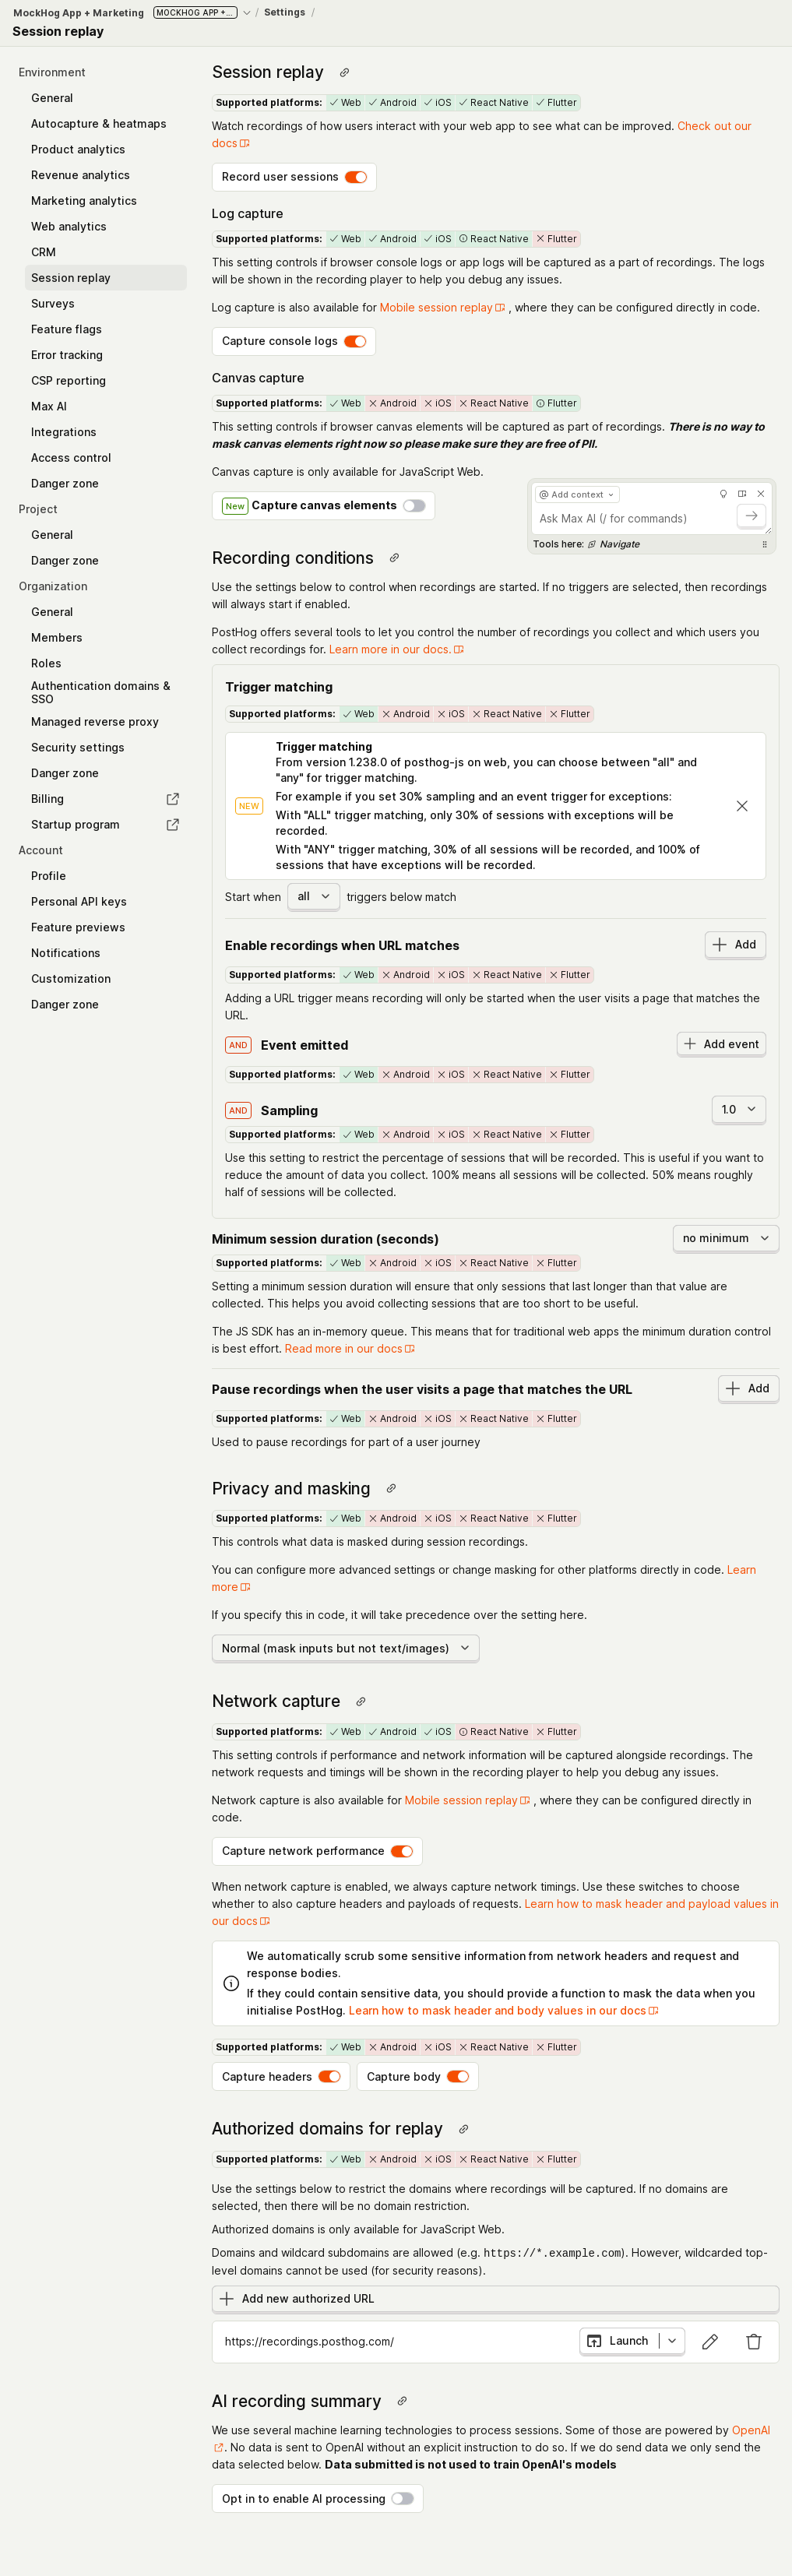 MockHog App + Marketing MOCKHOG APP +... / Settings /
Session replay
Environment
General
Autocapture & heatmaps
Product analytics
Revenue analytics
Marketing analytics
Web analytics
CRM
Session replay
Surveys
Feature flags
Error tracking
CSP reporting
Max AI
Integrations
Access control
Danger zone
Project
General
Danger zone
Organization
General
Members
Roles
Authentication domains &
SSO
Managed reverse proxy
Security settings
Danger zone
Billing
Startup program
Account
Profile
Personal API keys
Feature previews
Notifications
Customization
Danger zone
Session replay
Supported platforms: Web Android iOS React Native Flutter
Watch recordings of how users interact with your web app to see what can be improved. Check out our
docs
Record user sessions
Log capture
Supported platforms: Web Android iOS React Native Flutter
This setting controls if browser console logs or app logs will be captured as a part of recordings. The logs
will be shown in the recording player to help you debug any issues.
Log capture is also available for Mobile session replay , where they can be configured directly in code.
Capture console logs
Canvas capture
Supported platforms: Web Android iOS React Native Flutter
This setting controls if browser canvas elements will be captured as part of recordings. There is no way to
mask canvas elements right now so please make sure they are free of PII.
Canvas capture is only available for JavaScript Web.
New Capture canvas elements
@ Add context
Ask Max AI (/ for commands)
Tools here: Navigate
Recording conditions
Use the settings below to control when recordings are started. If no triggers are selected, then recordings
will always start if enabled.
PostHog offers several tools to let you control the number of recordings you collect and which users you
collect recordings for. Learn more in our docs.
Trigger matching
Supported platforms: Web Android iOS React Native Flutter
NEW
Trigger matching
From version 1.238.0 of posthog-js on web, you can choose between "all" and
"any" for trigger matching.
For example if you set 30% sampling and an event trigger for exceptions:
With "ALL" trigger matching, only 30% of sessions with exceptions will be
recorded.
With "ANY" trigger matching, 30% of all sessions will be recorded, and 100% of
sessions that have exceptions will be recorded.
Start when all triggers below match
Enable recordings when URL matches Add
Supported platforms: Web Android iOS React Native Flutter
Adding a URL trigger means recording will only be started when the user visits a page that matches the
URL.
AND Event emitted Add event
Supported platforms: Web Android iOS React Native Flutter
AND Sampling 1.0
Supported platforms: Web Android iOS React Native Flutter
Use this setting to restrict the percentage of sessions that will be recorded. This is useful if you want to
reduce the amount of data you collect. 100% means all sessions will be collected. 50% means roughly
half of sessions will be collected.
Minimum session duration (seconds) no minimum
Supported platforms: Web Android iOS React Native Flutter
Setting a minimum session duration will ensure that only sessions that last longer than that value are
collected. This helps you avoid collecting sessions that are too short to be useful.
The JS SDK has an in-memory queue. This means that for traditional web apps the minimum duration control
is best effort. Read more in our docs
Pause recordings when the user visits a page that matches the URL Add
Supported platforms: Web Android iOS React Native Flutter
Used to pause recordings for part of a user journey
Privacy and masking
Supported platforms: Web Android iOS React Native Flutter
This controls what data is masked during session recordings.
You can configure more advanced settings or change masking for other platforms directly in code. Learn
more
If you specify this in code, it will take precedence over the setting here.
Normal (mask inputs but not text/images)
Network capture
Supported platforms: Web Android iOS React Native Flutter
This setting controls if performance and network information will be captured alongside recordings. The
network requests and timings will be shown in the recording player to help you debug any issues.
Network capture is also available for Mobile session replay , where they can be configured directly in
code.
Capture network performance
When network capture is enabled, we always capture network timings. Use these switches to choose
whether to also capture headers and payloads of requests. Learn how to mask header and payload values in
our docs
We automatically scrub some sensitive information from network headers and request and
response bodies.
If they could contain sensitive data, you should provide a function to mask the data when you
initialise PostHog. Learn how to mask header and body values in our docs
Supported platforms: Web Android iOS React Native Flutter
Capture headers Capture body
Authorized domains for replay
Supported platforms: Web Android iOS React Native Flutter
Use the settings below to restrict the domains where recordings will be captured. If no domains are
selected, then there will be no domain restriction.
Authorized domains is only available for JavaScript Web.
Domains and wildcard subdomains are allowed (e.g. https://*.example.com). However, wildcarded top-
level domains cannot be used (for security reasons).
Add new authorized URL
https://recordings.posthog.com/ Launch
AI recording summary
We use several machine learning technologies to process sessions. Some of those are powered by OpenAI
. No data is sent to OpenAI without an explicit instruction to do so. If we do send data we only send the
data selected below. Data submitted is not used to train OpenAI's models
Opt in to enable AI processing